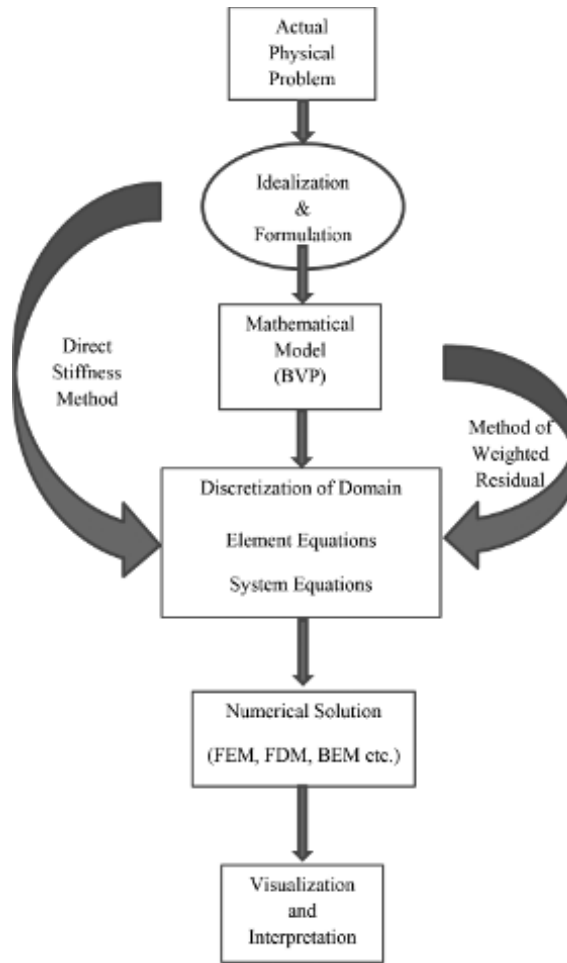 Actual
Physical
Problem
Idealization
&
Formulation
Mathematical
Model
(BVP)
Direct
Stiffness
Method
Method of
Weighted
Residual
Discretization of Domain
Element Equations
System Equations
Numerical Solution
(FEM, FDM, BEM etc.)
Visualization
and
Interpretation